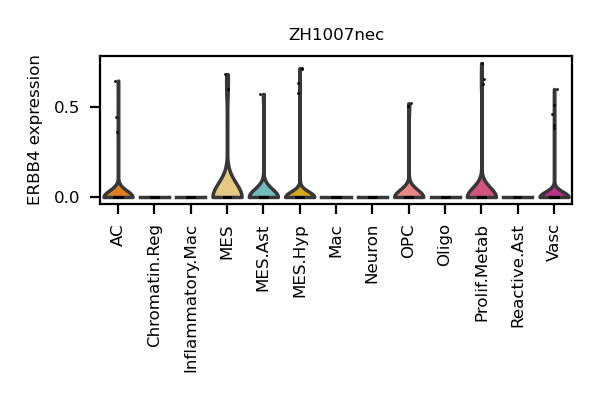 ZH1007nec
ERBB4 expression
0.5
0.0
AC
Chromatin.Reg
Inflammatory.Mac
MES
MES.Ast
MES.Hyp
Mac
Neuron
OPC
Oligo
Prolif.Metab
Reactive.Ast
Vasc